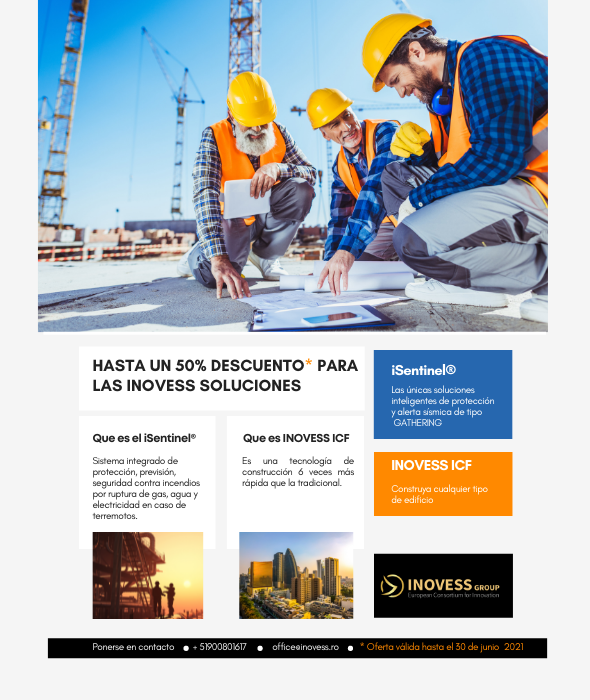 HASTA UN 50% DESCUENTO* PARA
LAS INOVESS SOLUCIONES
iSentinel®
Las únicas soluciones
inteligentes de protección
y alerta sísmica de tipo
GATHERING
Que es el iSentinel®
Sistema integrado de
protección, previsión,
seguridad contra incendios
por ruptura de gas, agua y
electricidad en caso de
terremotos.
Que es INOVESS ICF
Es una tecnología de
construcción 6 veces más
rápida que la tradicional.
INOVESS ICF
Construya cualquier tipo
de edificio
INOVESS GROUP
European Consortium for Innovation
Ponerse en contacto ● + 51900801617 ● office@inovess.ro ● * Oferta válida hasta el 30 de junio 2021